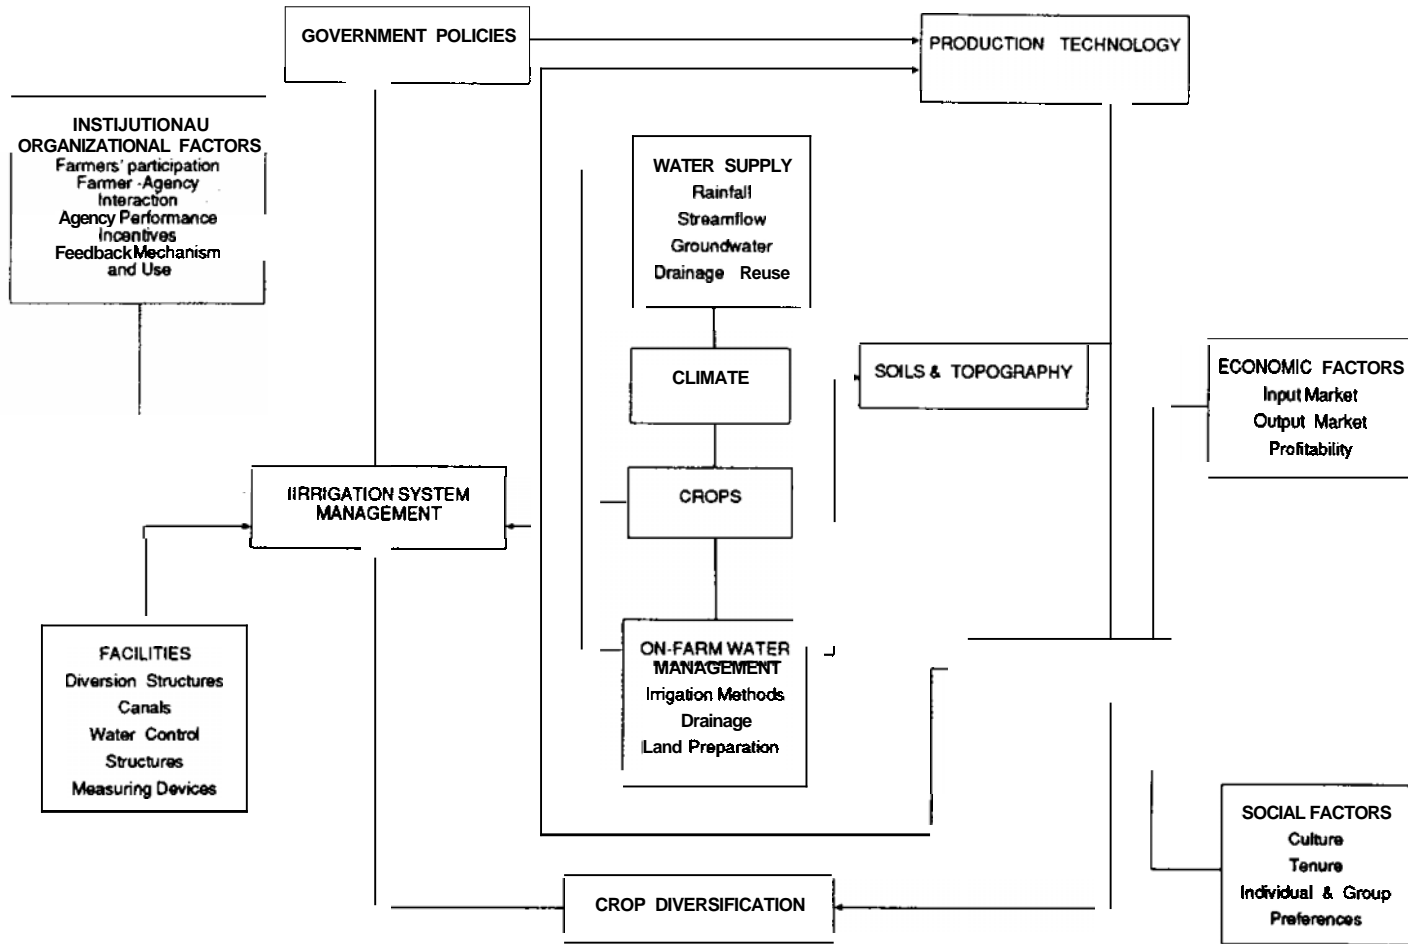 GOVERNMENT POLICIES
PRODUCTION TECHNOLOGY
INSTIJUTIONAU
ORGANIZATIONAL FACTORS
Farmers' participation
Farmer -Agency
Interaction
Agency Performance
Incentives
Feedback Mechanism
and Use
WATER SUPPLY
Rainfall
Streamflow
Groundwater
Drainage Reuse
CLIMATE
SOILS & TOPOGRAPHY
ECONOMIC FACTORS
Input Market
Output Market
Profitability
IIRRIGATION SYSTEM
MANAGEMENT
CROPS
FACILITIES
Diversion Structures
Canals
Water Control
Structures
Measuring Devices
ON-FARM WATER
MANAGEMENT
Irrigation Methods
Drainage
Land Preparation
SOCIAL FACTORS
Culture
Tenure
Individual & Group
Preferences
CROP DIVERSIFICATION